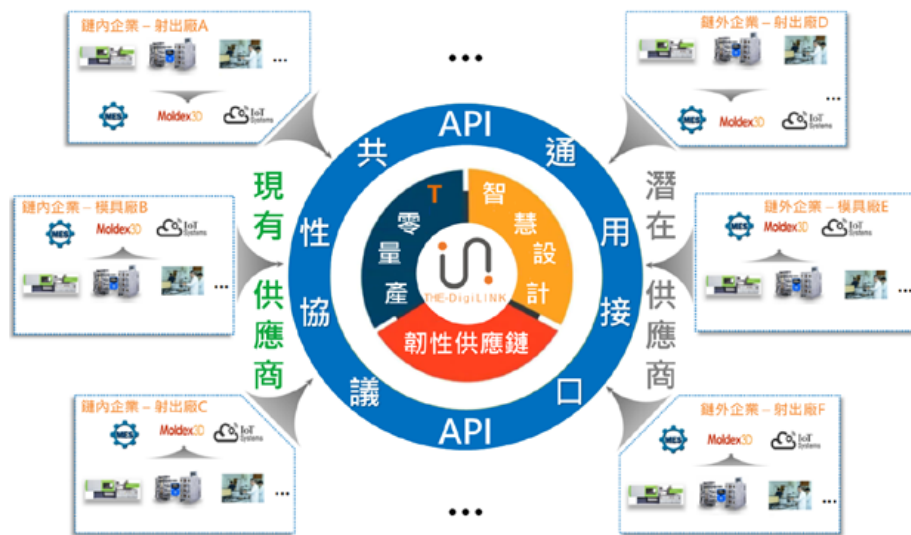 鏈內企業 – 射出廠A
...
MES
Moldex3D
IoT Systems
...
鏈外企業 – 射出廠D
...
MES
Moldex3D
IoT Systems
鏈內企業 – 模具廠B
MES
Moldex3D
IoT Systems
...
現有供應商
API
共性協議
通用接口
API
T零量產
智慧設計
韌性供應鏈
THE-DigiLINK
潛在供應商
鏈外企業 – 模具廠E
MES
Moldex3D
IoT Systems
...
鏈內企業 – 射出廠C
MES
Moldex3D
IoT Systems
...
...
鏈外企業 – 射出廠F
MES
Moldex3D
IoT Systems
...